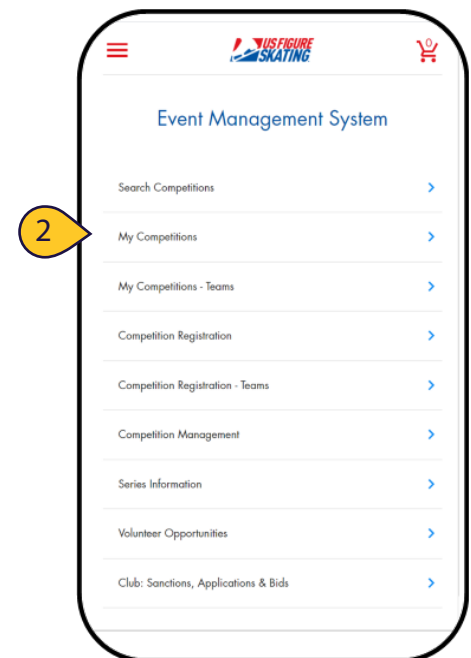 US FIGURE
SKATING
0
Event Management System
Search Competitions
2
My Competitions
My Competitions - Teams
Competition Registration
Competition Registration - Teams
Competition Management
Series Information
Volunteer Opportunities
Club: Sanctions, Applications & Bids